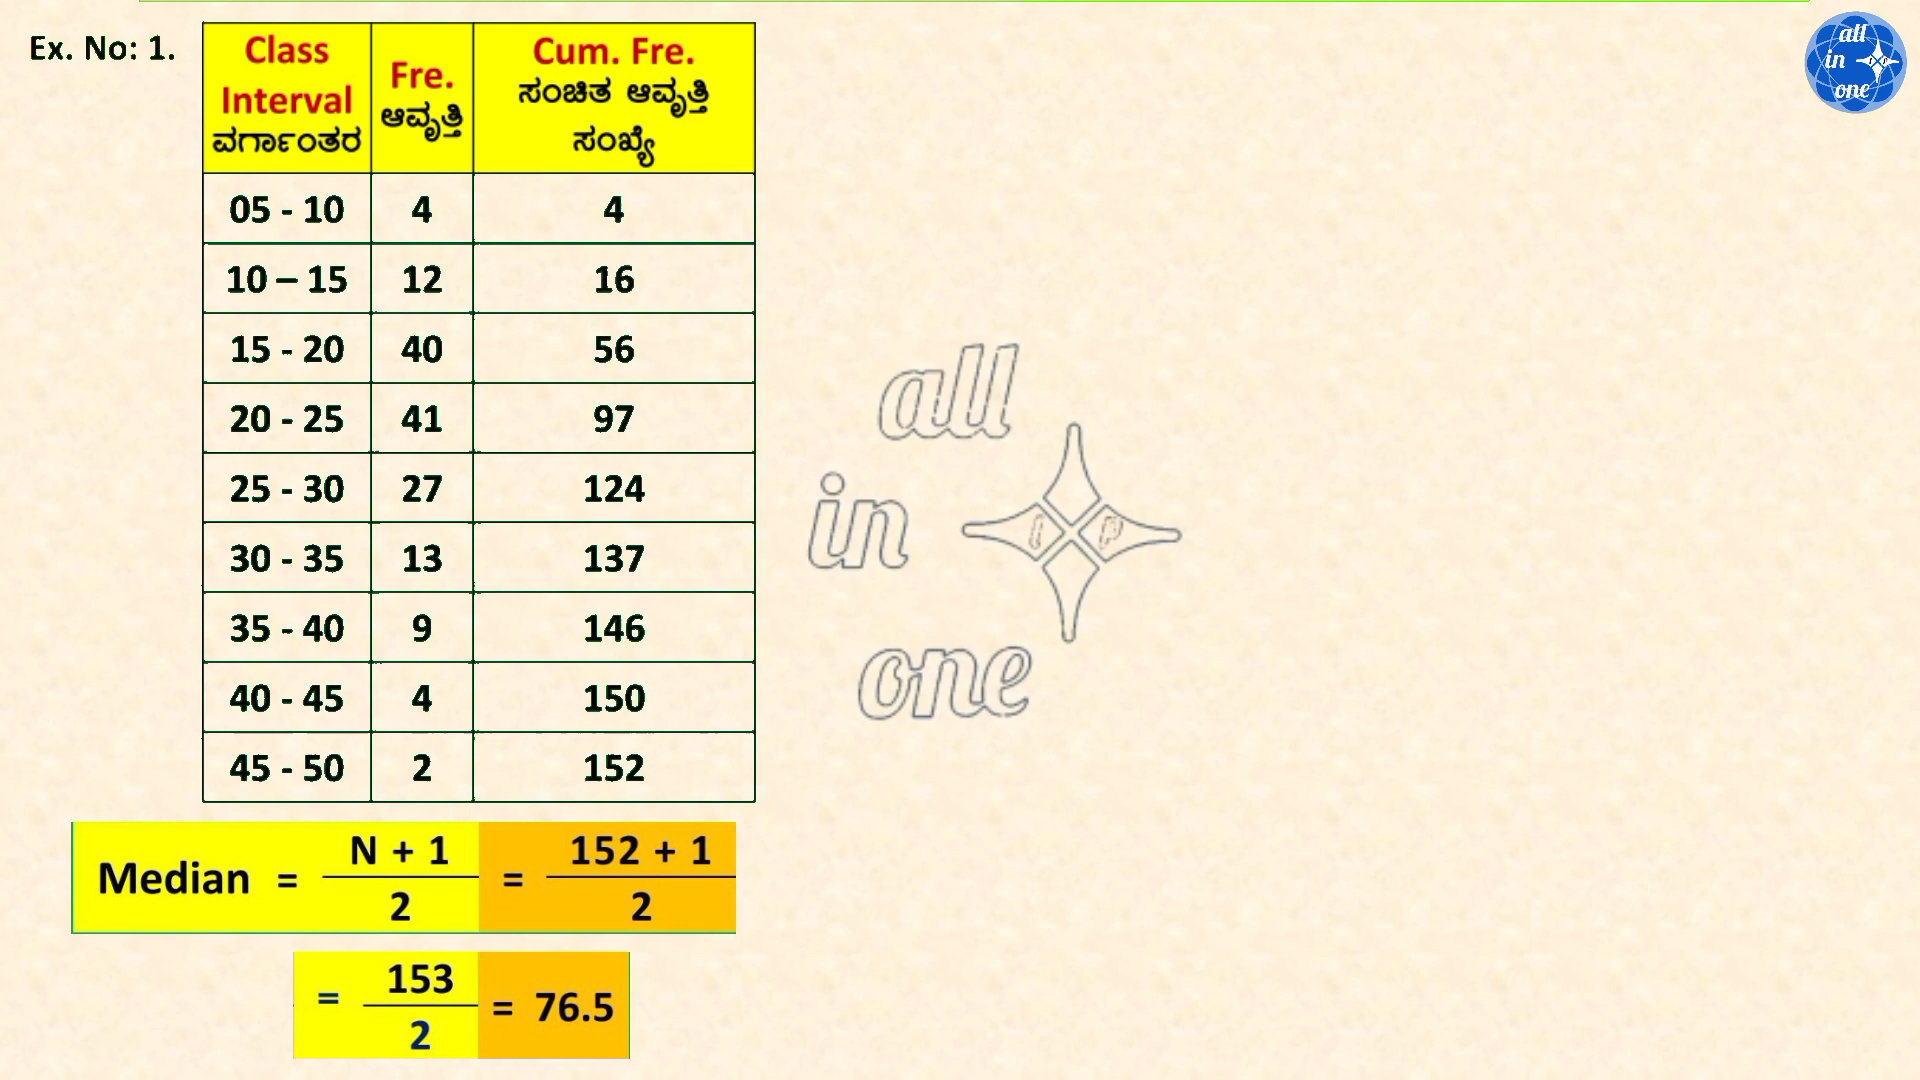 Ex. No: 1.
Class Interval ವರ್ಗಾಂತರ | Fre. ಆವೃತ್ತಿ | Cum. Fre. ಸಂಚಿತ ಆವೃತ್ತಿ ಸಂಖ್ಯೆ
05 - 10 4 4
10 – 15 12 16
15 - 20 40 56
20 - 25 41 97
25 - 30 27 124
30 - 35 13 137
35 - 40 9 146
40 - 45 4 150
45 - 50 2 152
Median = N + 1 / 2 = 152 + 1 / 2
= 153 / 2 = 76.5
all
in
one
all
in
one